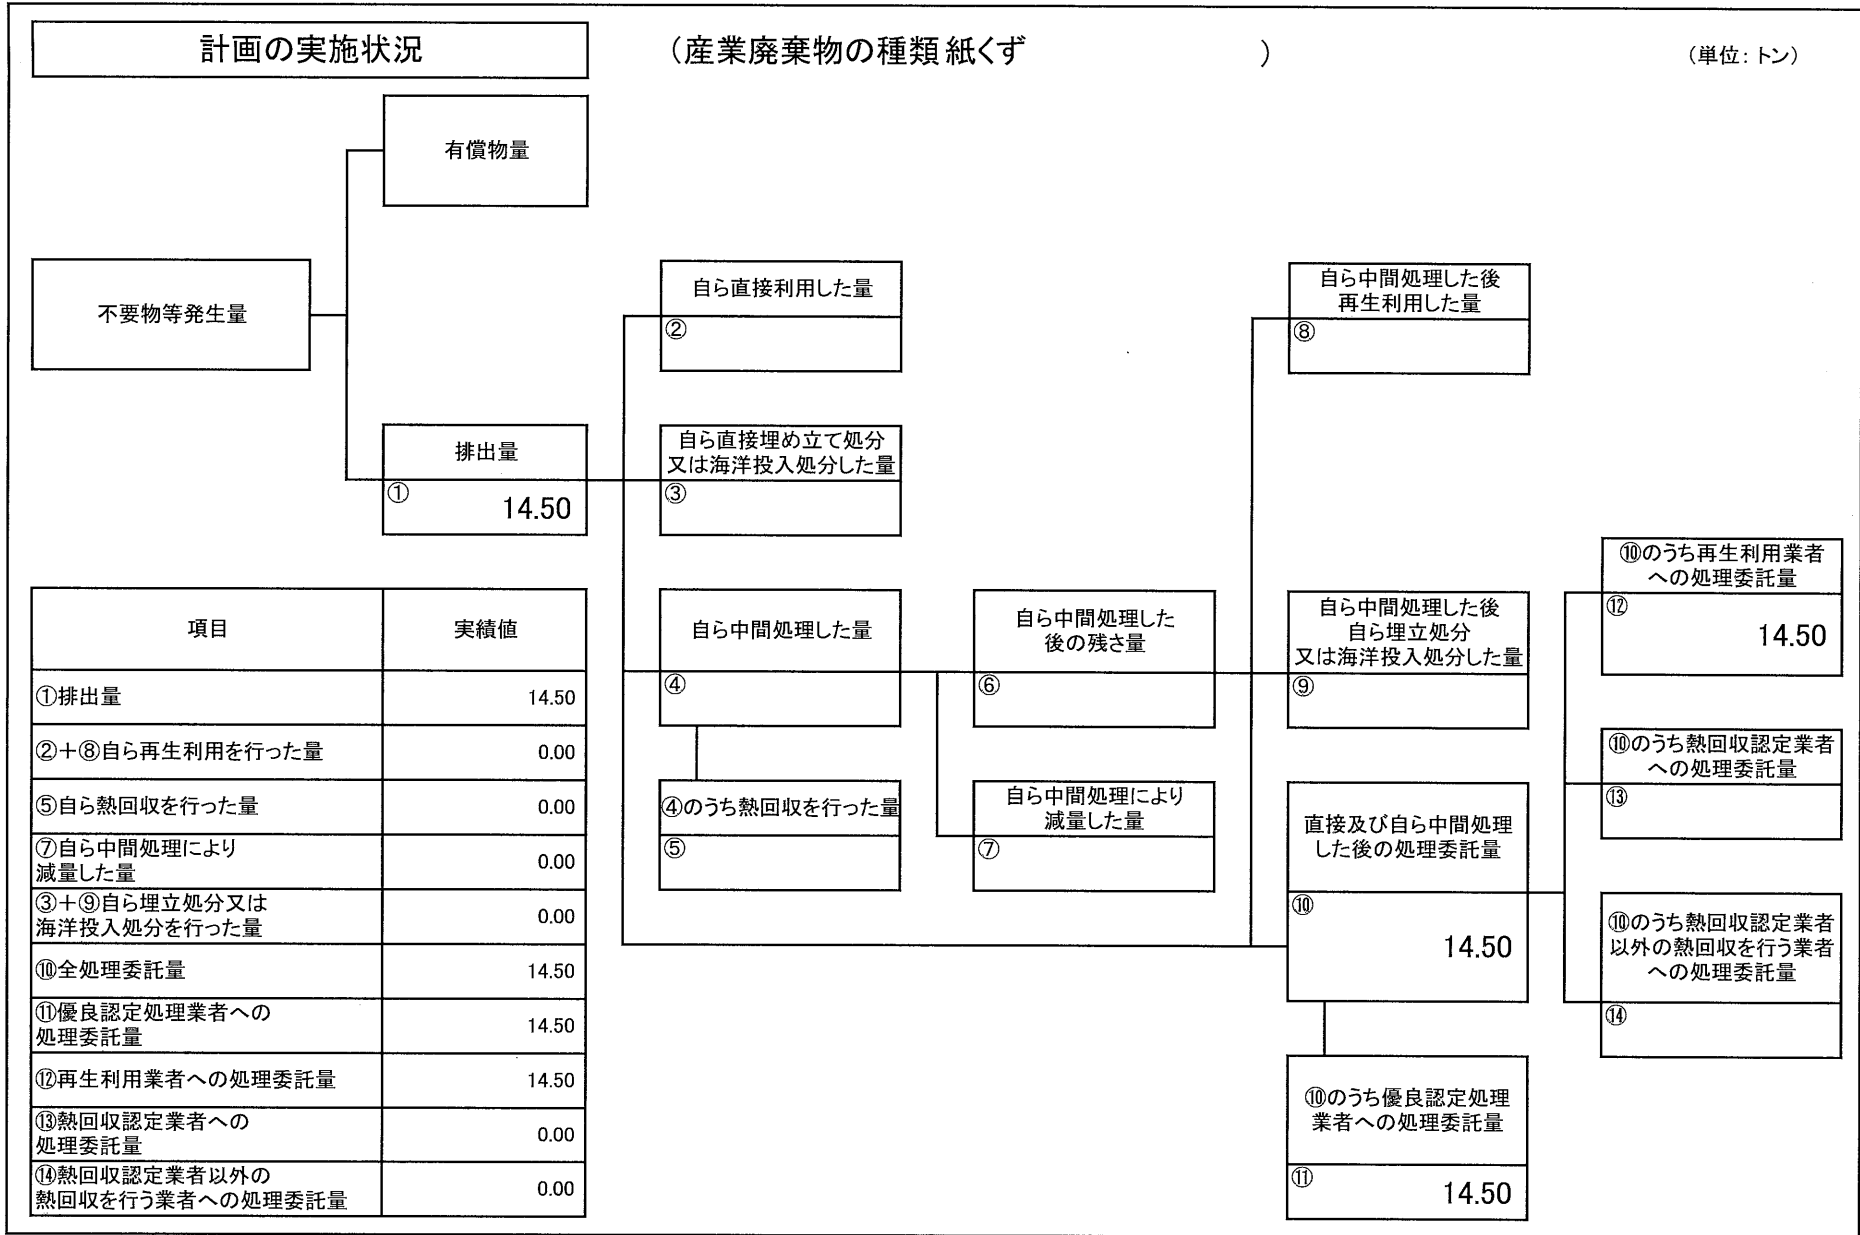 計画の実施状況
（産業廃棄物の種類 紙くず　　　　　　　　）
（単位：トン）
有償物量
不要物等発生量
自ら直接利用した量
②
自ら中間処理した後
再生利用した量
⑧
排出量
①
14.50
自ら直接埋め立て処分
又は海洋投入処分した量
③
自ら中間処理した量
④
自ら中間処理した
後の残さ量
⑥
自ら中間処理した後
自ら埋立処分
又は海洋投入処分した量
⑨
④のうち熱回収を行った量
⑤
自ら中間処理により
減量した量
⑦
直接及び自ら中間処理
した後の処理委託量
⑩
14.50
⑩のうち優良認定処理
業者への処理委託量
⑪
14.50
⑩のうち再生利用業者
への処理委託量
⑫
14.50
⑩のうち熱回収認定業者
への処理委託量
⑬
⑩のうち熱回収認定業者
以外の熱回収を行う業者
への処理委託量
⑭
項目 実績値
①排出量 14.50
②＋⑧自ら再生利用を行った量 0.00
⑤自ら熱回収を行った量 0.00
⑦自ら中間処理により
減量した量 0.00
③＋⑨自ら埋立処分又は
海洋投入処分を行った量 0.00
⑩全処理委託量 14.50
⑪優良認定処理業者への
処理委託量 14.50
⑫再生利用業者への処理委託量 14.50
⑬熱回収認定業者への
処理委託量 0.00
⑭熱回収認定業者以外の
熱回収を行う業者への処理委託量 0.00